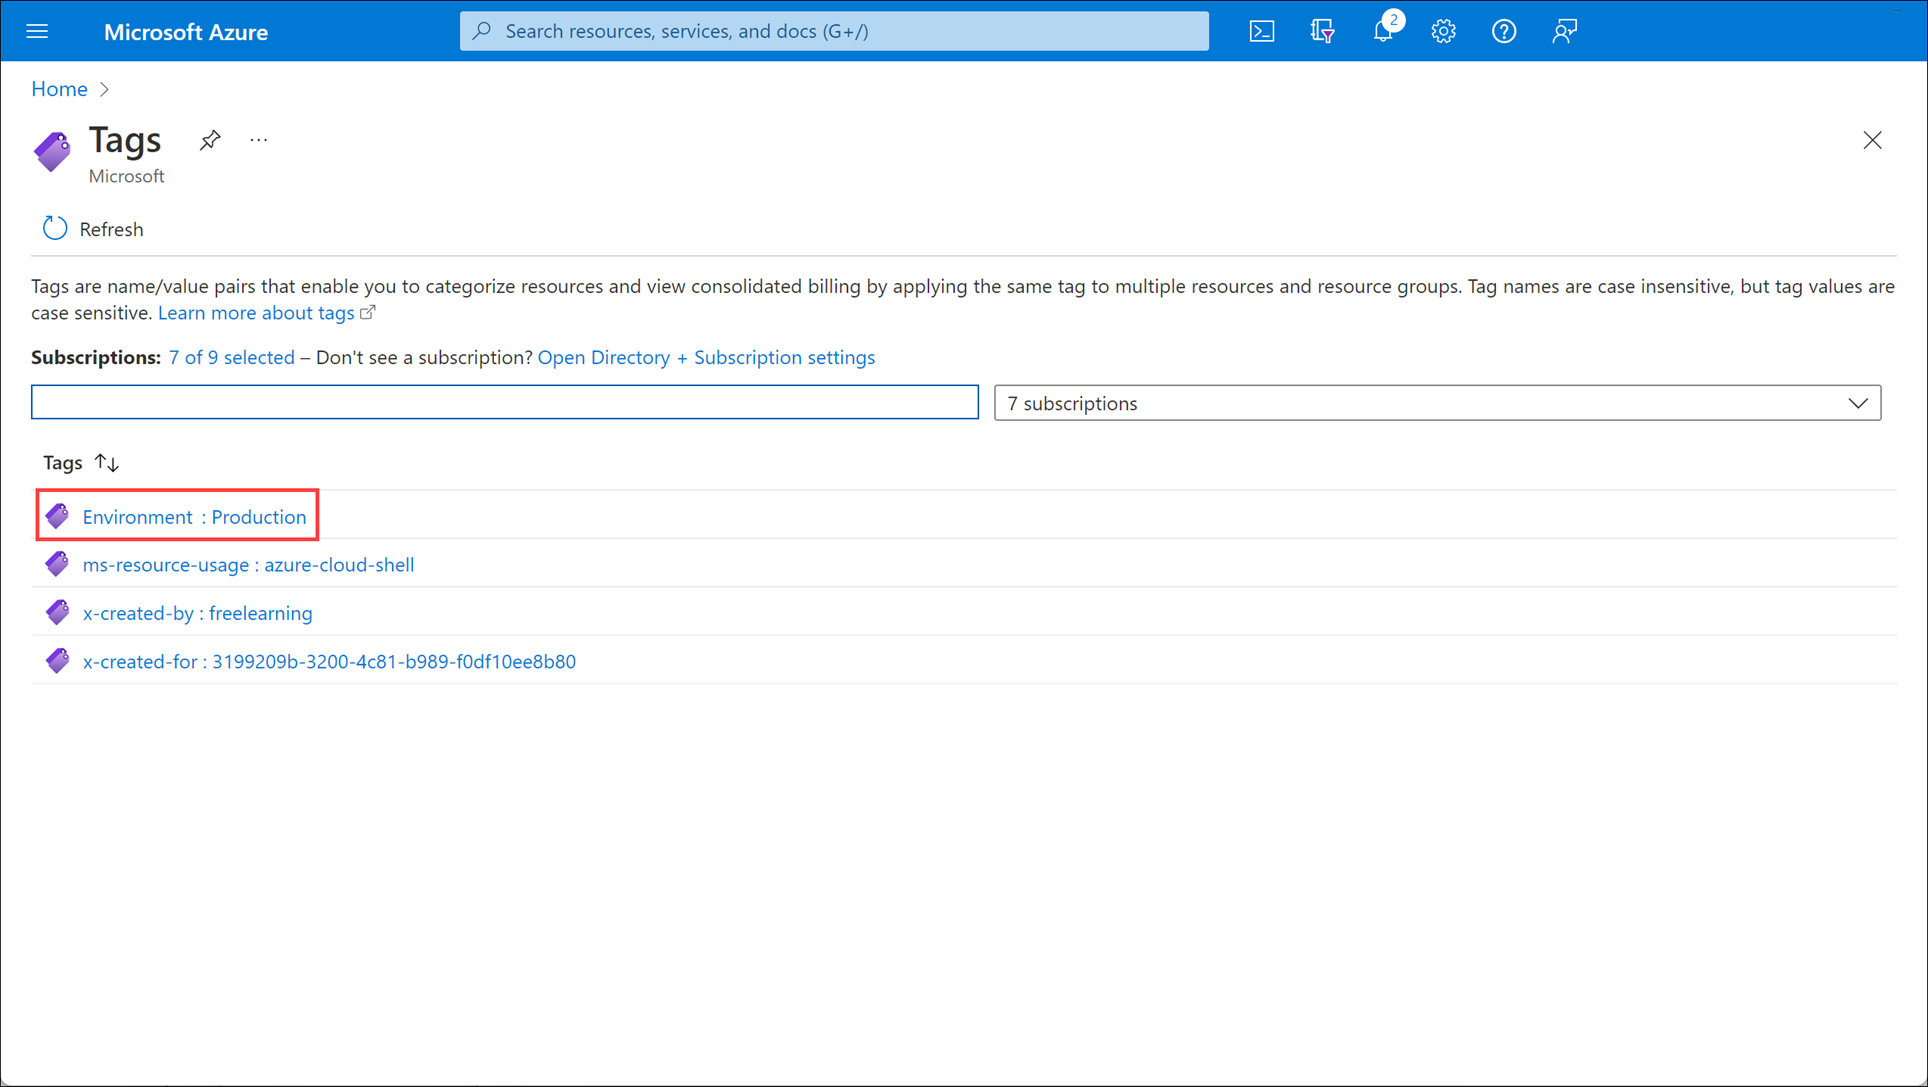 Microsoft Azure
Search resources, services, and docs (G+/)
2
Home
Tags
...
Microsoft
Refresh
Tags are name/value pairs that enable you to categorize resources and view consolidated billing by applying the same tag to multiple resources and resource groups. Tag names are case insensitive, but tag values are
case sensitive. Learn more about tags
Subscriptions: 7 of 9 selected – Don't see a subscription? Open Directory + Subscription settings
7 subscriptions
Tags
Environment : Production
ms-resource-usage : azure-cloud-shell
x-created-by : freelearning
x-created-for : 3199209b-3200-4c81-b989-f0df10ee8b80